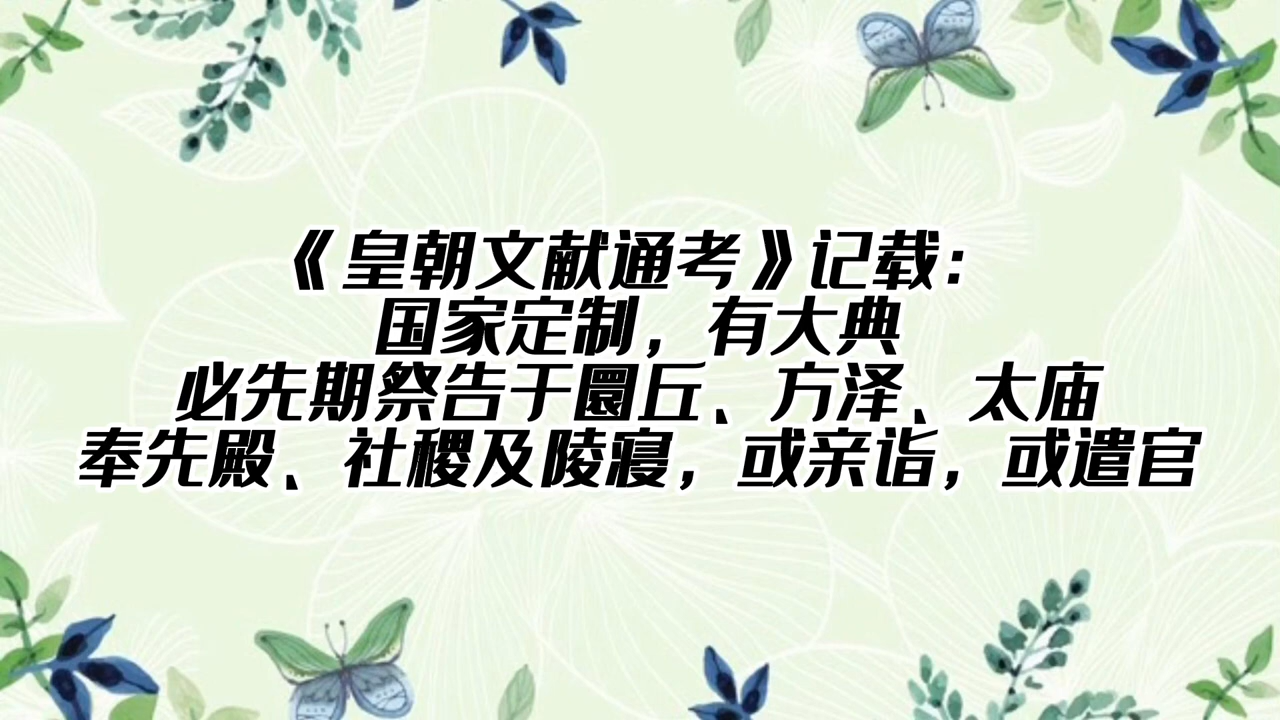 《皇朝文献通考》记载：
国家定制，有大典
必先期祭告于圜丘、方泽、太庙
奉先殿、社稷及陵寝，或亲诣，或遣官